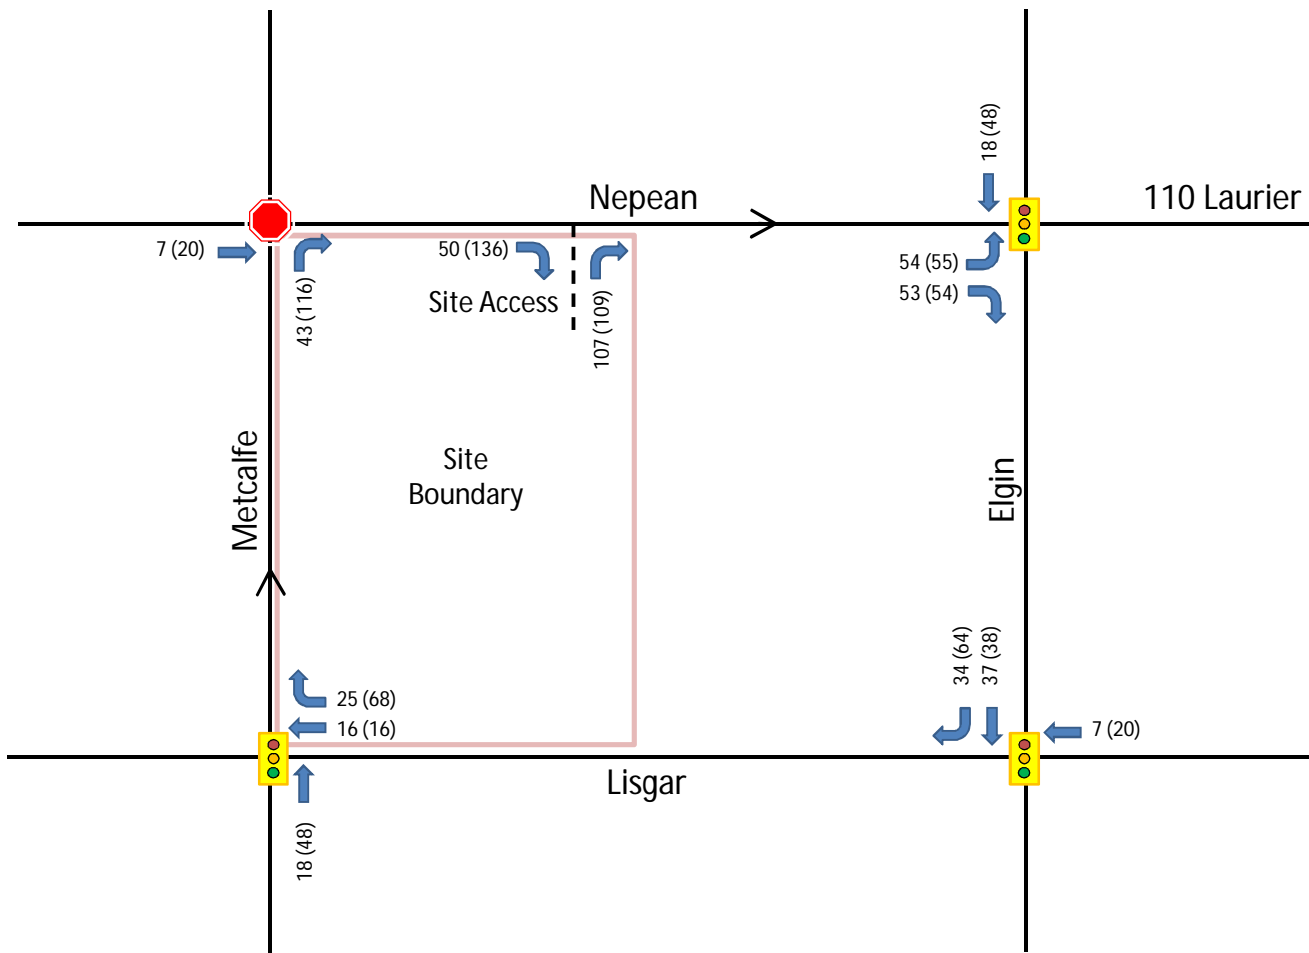 18 (48)
Nepean
110 Laurier
7 (20)
50 (136)
54 (55)
43 (116)
Site Access
107 (109)
53 (54)
Metcalfe
Site
Boundary
Elgin
34 (64)
37 (38)
25 (68)
16 (16)
7 (20)
Lisgar
18 (48)